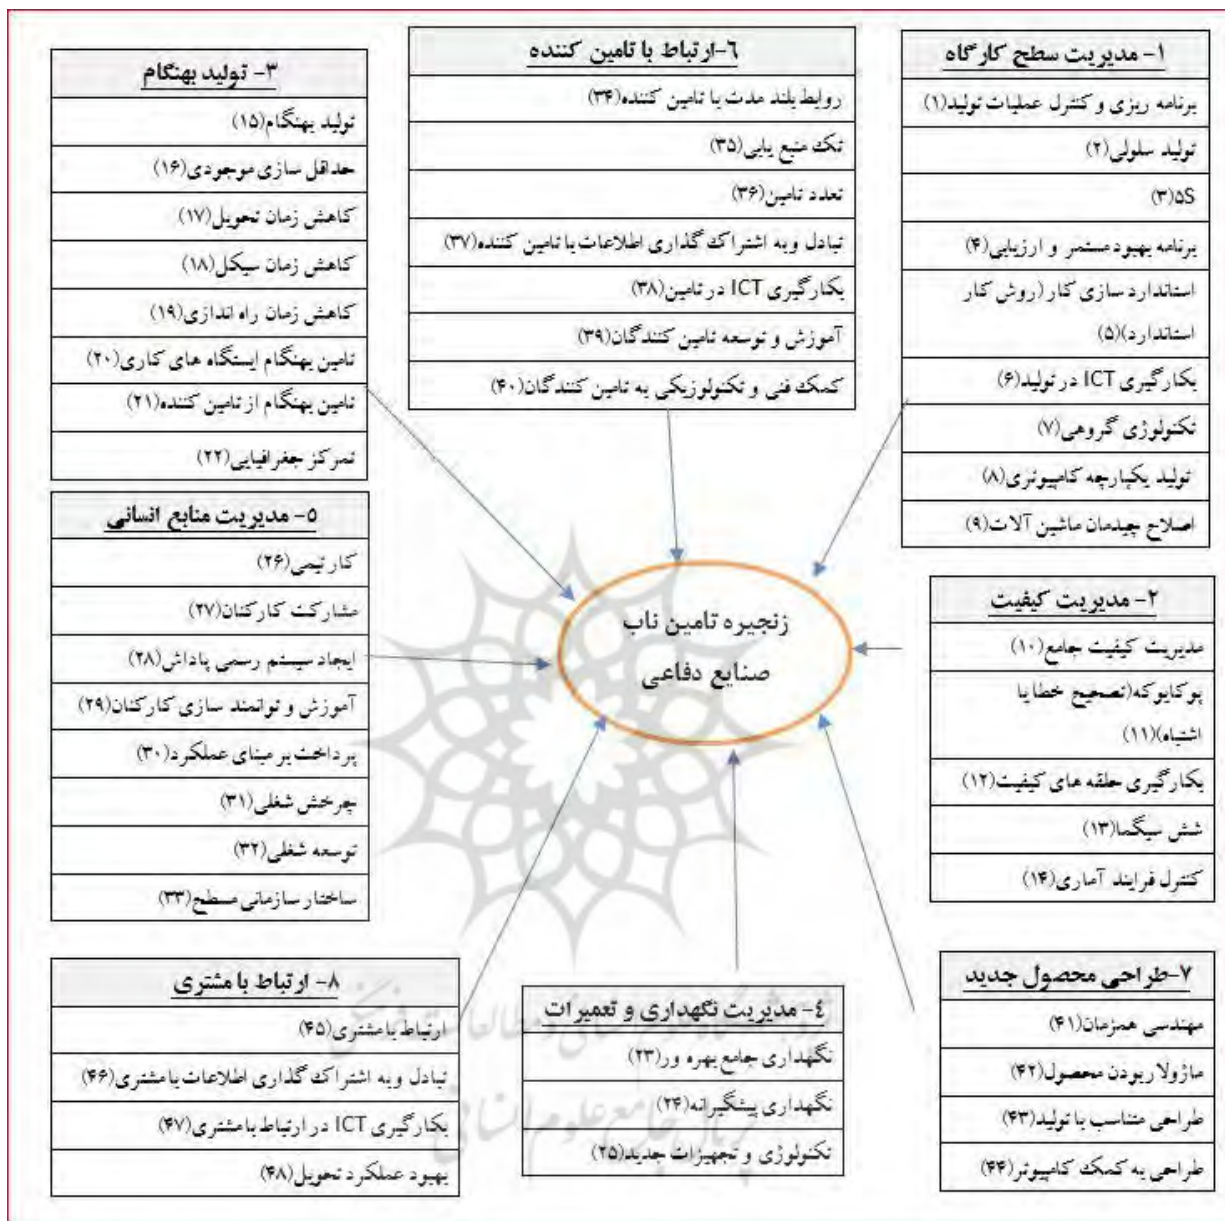 ۱- مدیریت سطح کارگاه
برنامه ریزی و کنترل عملیات تولید(۱)
تولید سلولی(۲)
۵S(۳)
برنامه بهبود مستمر و ارزیابی(۴)
استاندارد سازی کار (روش کار
استاندارد)(۵)
بکارگیری ICT در تولید(۶)
تکنولوژی گروهی(۷)
تولید یکپارچه کامپیوتری(۸)
اصلاح چیدمان ماشین آلات(۹)
۶-ارتباط با تامین کننده
روابط بلند مدت با تامین کننده(۳۴)
تک منبع یابی(۳۵)
تعدد تامین(۳۶)
تبادل و به اشتراک گذاری اطلاعات با تامین کننده(۳۷)
بکارگیری ICT در تامین(۳۸)
آموزش و توسعه تامین کنندگان(۳۹)
کمک فنی و تکنولوزیکی به تامین کنندگان(۴۰)
۳- تولید بهنگام
تولید بهنگام(۱۵)
حداقل سازی موجودی(۱۶)
کاهش زمان تحویل(۱۷)
کاهش زمان سیکل(۱۸)
کاهش زمان راه اندازی(۱۹)
تامین بهنگام ایستگاه های کاری(۲۰)
تامین بهنگام از تامین کننده(۲۱)
تمرکز جغرافیایی(۲۲)
زنجیره تامین ناب
صنایع دفاعی
۲- مدیریت کیفیت
مدیریت کیفیت جامع(۱۰)
پوکایوکه(تصحیح خطا یا
اشتباه)(۱۱)
بکارگیری حلقه های کیفیت(۱۲)
شش سیگما(۱۳)
کنترل فرایند آماری(۱۴)
۵- مدیریت منابع انسانی
کار تیمی(۲۶)
مشارکت کارکنان(۲۷)
ایجاد سیستم رسمی پاداش(۲۸)
آموزش و توانمند سازی کارکنان(۲۹)
پرداخت بر مبنای عملکرد(۳۰)
چرخش شغلی(۳۱)
توسعه شغلی(۳۲)
ساختار سازمانی مسطح(۳۳)
۷-طراحی محصول جدید
مهندسی همزمان(۴۱)
ماژولار بودن محصول(۴۲)
طراحی متناسب با تولید(۴۳)
طراحی به کمک کامپیوتر(۴۴)
۴- مدیریت نگهداری و تعمیرات
نگهداری جامع بهره ور(۲۳)
نگهداری پیشگیرانه(۲۴)
تکنولوژی و تجهیزات جدید(۲۵)
۸- ارتباط با مشتری
ارتباط با مشتری(۴۵)
تبادل و به اشتراک گذاری اطلاعات با مشتری(۴۶)
بکارگیری ICT در ارتباط با مشتری(۴۷)
بهبود عملکرد تحویل(۴۸)
پرتال جامع علوم انسانی